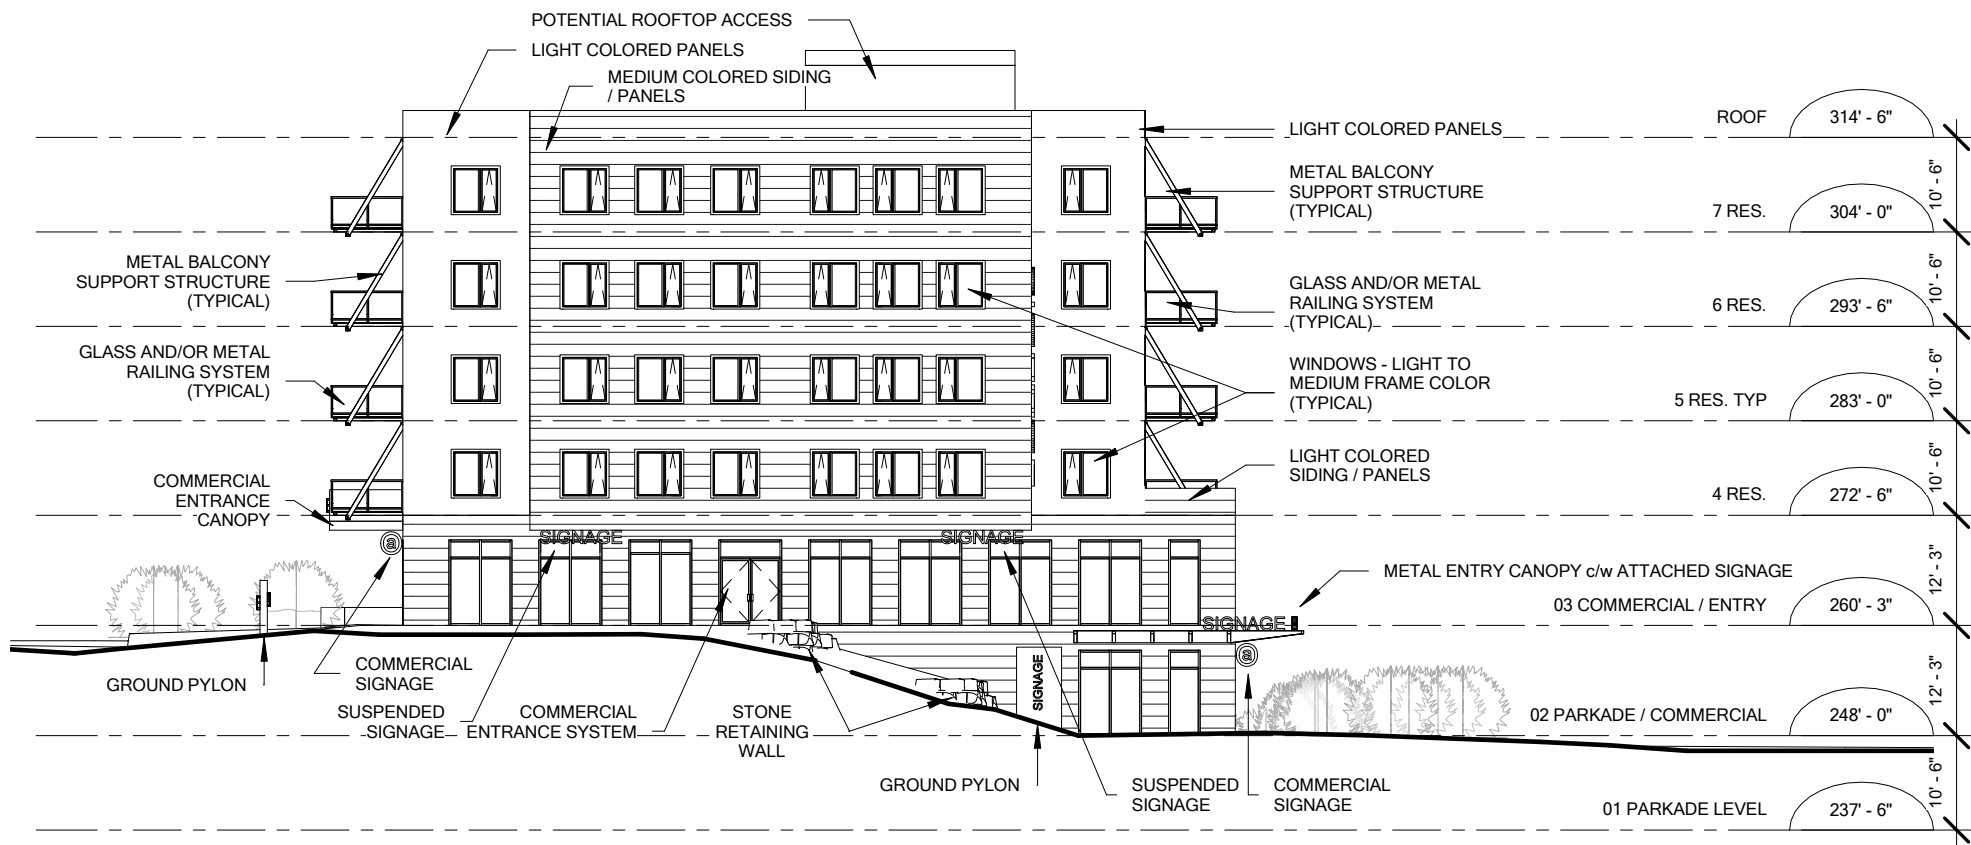 POTENTIAL ROOFTOP ACCESS
LIGHT COLORED PANELS
MEDIUM COLORED SIDING
/ PANELS
METAL BALCONY
SUPPORT STRUCTURE
(TYPICAL)
GLASS AND/OR METAL
RAILING SYSTEM
(TYPICAL)
COMMERCIAL
ENTRANCE
CANOPY
LIGHT COLORED PANELS
METAL BALCONY
SUPPORT STRUCTURE
(TYPICAL)
GLASS AND/OR METAL
RAILING SYSTEM
(TYPICAL)
WINDOWS - LIGHT TO
MEDIUM FRAME COLOR
(TYPICAL)
LIGHT COLORED
SIDING / PANELS
METAL ENTRY CANOPY c/w ATTACHED SIGNAGE
SIGNAGE
SIGNAGE
SIGNAGE
SIGNAGE
@
@
GROUND PYLON
COMMERCIAL
SIGNAGE
SUSPENDED
SIGNAGE
COMMERCIAL
ENTRANCE SYSTEM
STONE
RETAINING
WALL
GROUND PYLON
SUSPENDED
SIGNAGE
COMMERCIAL
SIGNAGE
ROOF 314' - 6"
10' - 6"
7 RES. 304' - 0"
10' - 6"
6 RES. 293' - 6"
10' - 6"
5 RES. TYP 283' - 0"
10' - 6"
4 RES. 272' - 6"
12' - 3"
03 COMMERCIAL / ENTRY 260' - 3"
12' - 3"
02 PARKADE / COMMERCIAL 248' - 0"
10' - 6"
01 PARKADE LEVEL 237' - 6"